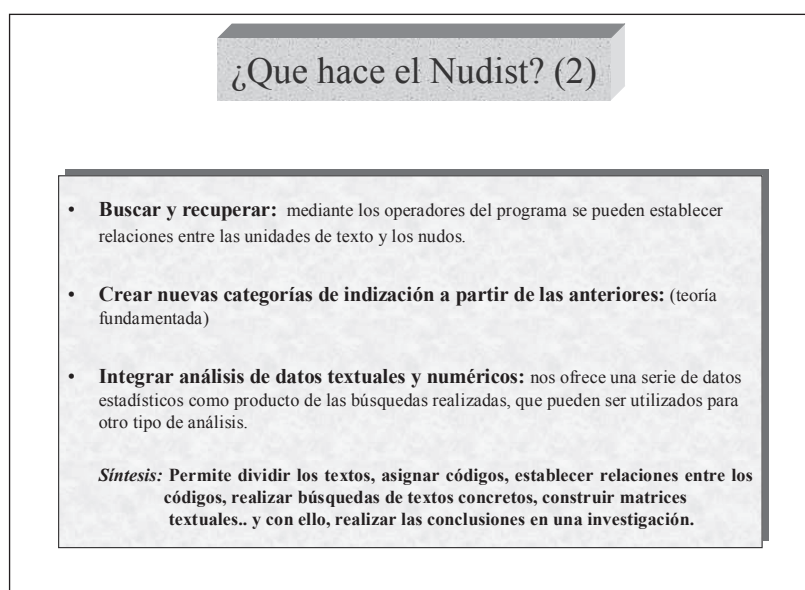 ¿Que hace el Nudist? (2)
• Buscar y recuperar: mediante los operadores del programa se pueden establecer
relaciones entre las unidades de texto y los nudos.
• Crear nuevas categorías de indización a partir de las anteriores: (teoría
fundamentada)
• Integrar análisis de datos textuales y numéricos: nos ofrece una serie de datos
estadísticos como producto de las búsquedas realizadas, que pueden ser utilizados para
otro tipo de análisis.
Síntesis: Permite dividir los textos, asignar códigos, establecer relaciones entre los
códigos, realizar búsquedas de textos concretos, construir matrices
textuales.. y con ello, realizar las conclusiones en una investigación.